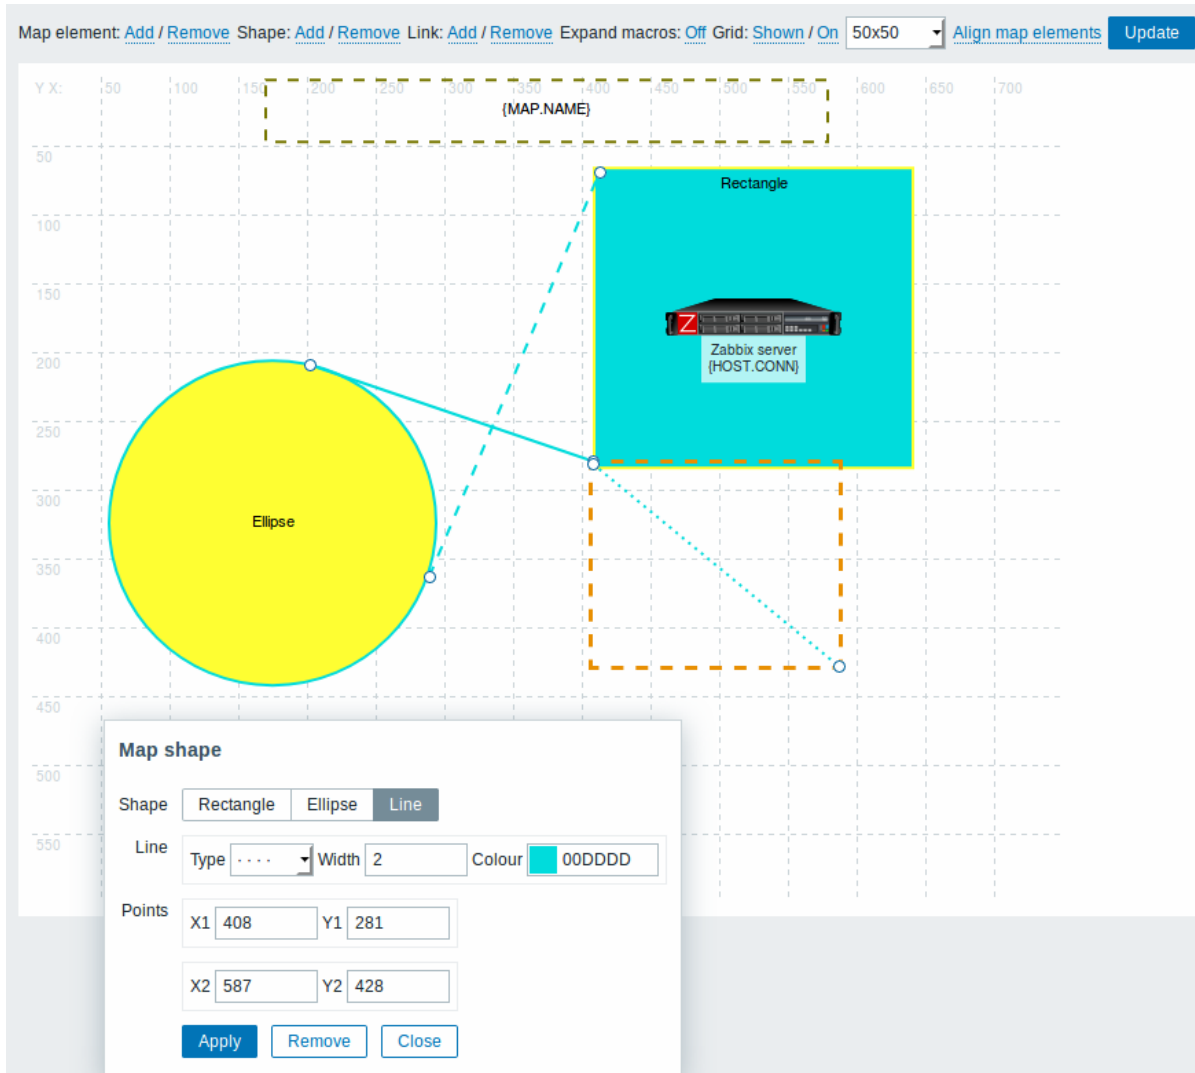 Map element: Add / Remove Shape: Add / Remove Link: Add / Remove Expand macros: Off Grid: Shown / On 50x50 Align map elements Update
Y X: 50 100 150 200 250 300 350 400 450 500 550 600 650 700
{MAP.NAME}
50
Rectangle
100
150
Z
Zabbix server
200
{HOST.CONN}
250
300
Ellipse
350
400
450
Map shape
500
Shape Rectangle Ellipse Line
550
Line Type Width 2 Colour 00DDDD
Points X1 408 Y1 281
X2 587 Y2 428
Apply Remove Close